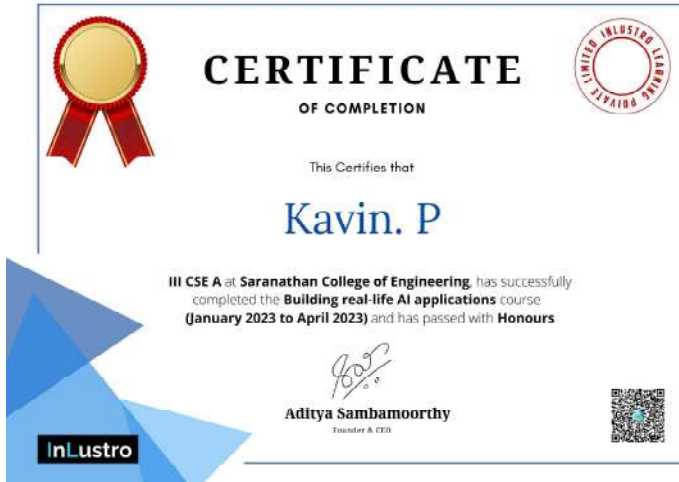 CERTIFICATE
OF COMPLETION
INLUSTRO LEARNING PRIVATE LIMITED
This Certifies that
Kavin. P
III CSE A at Saranathan College of Engineering, has successfully
completed the Building real-life AI applications course
(January 2023 to April 2023) and has passed with Honours
Aditya Sambamoorthy
Founder & CEO
InLustro